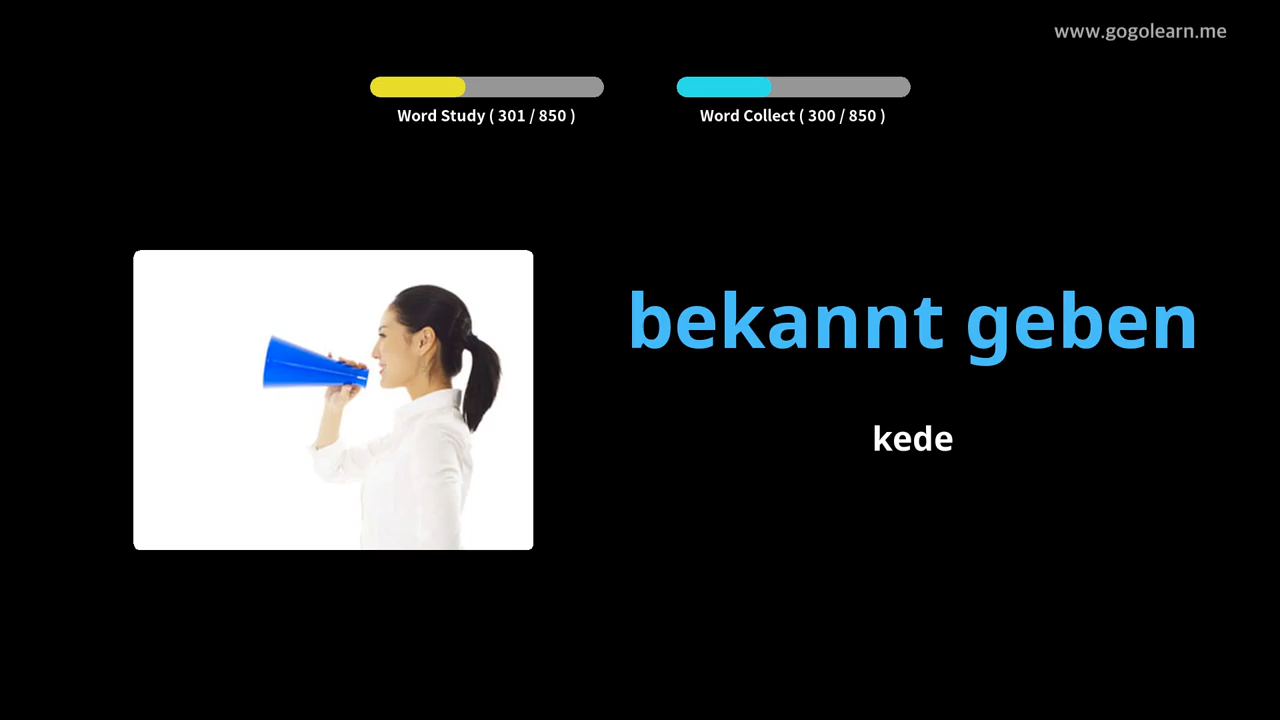 www.gogolearn.me
Word Study ( 301 / 850 )
Word Collect ( 300 / 850 )
bekannt geben
kede